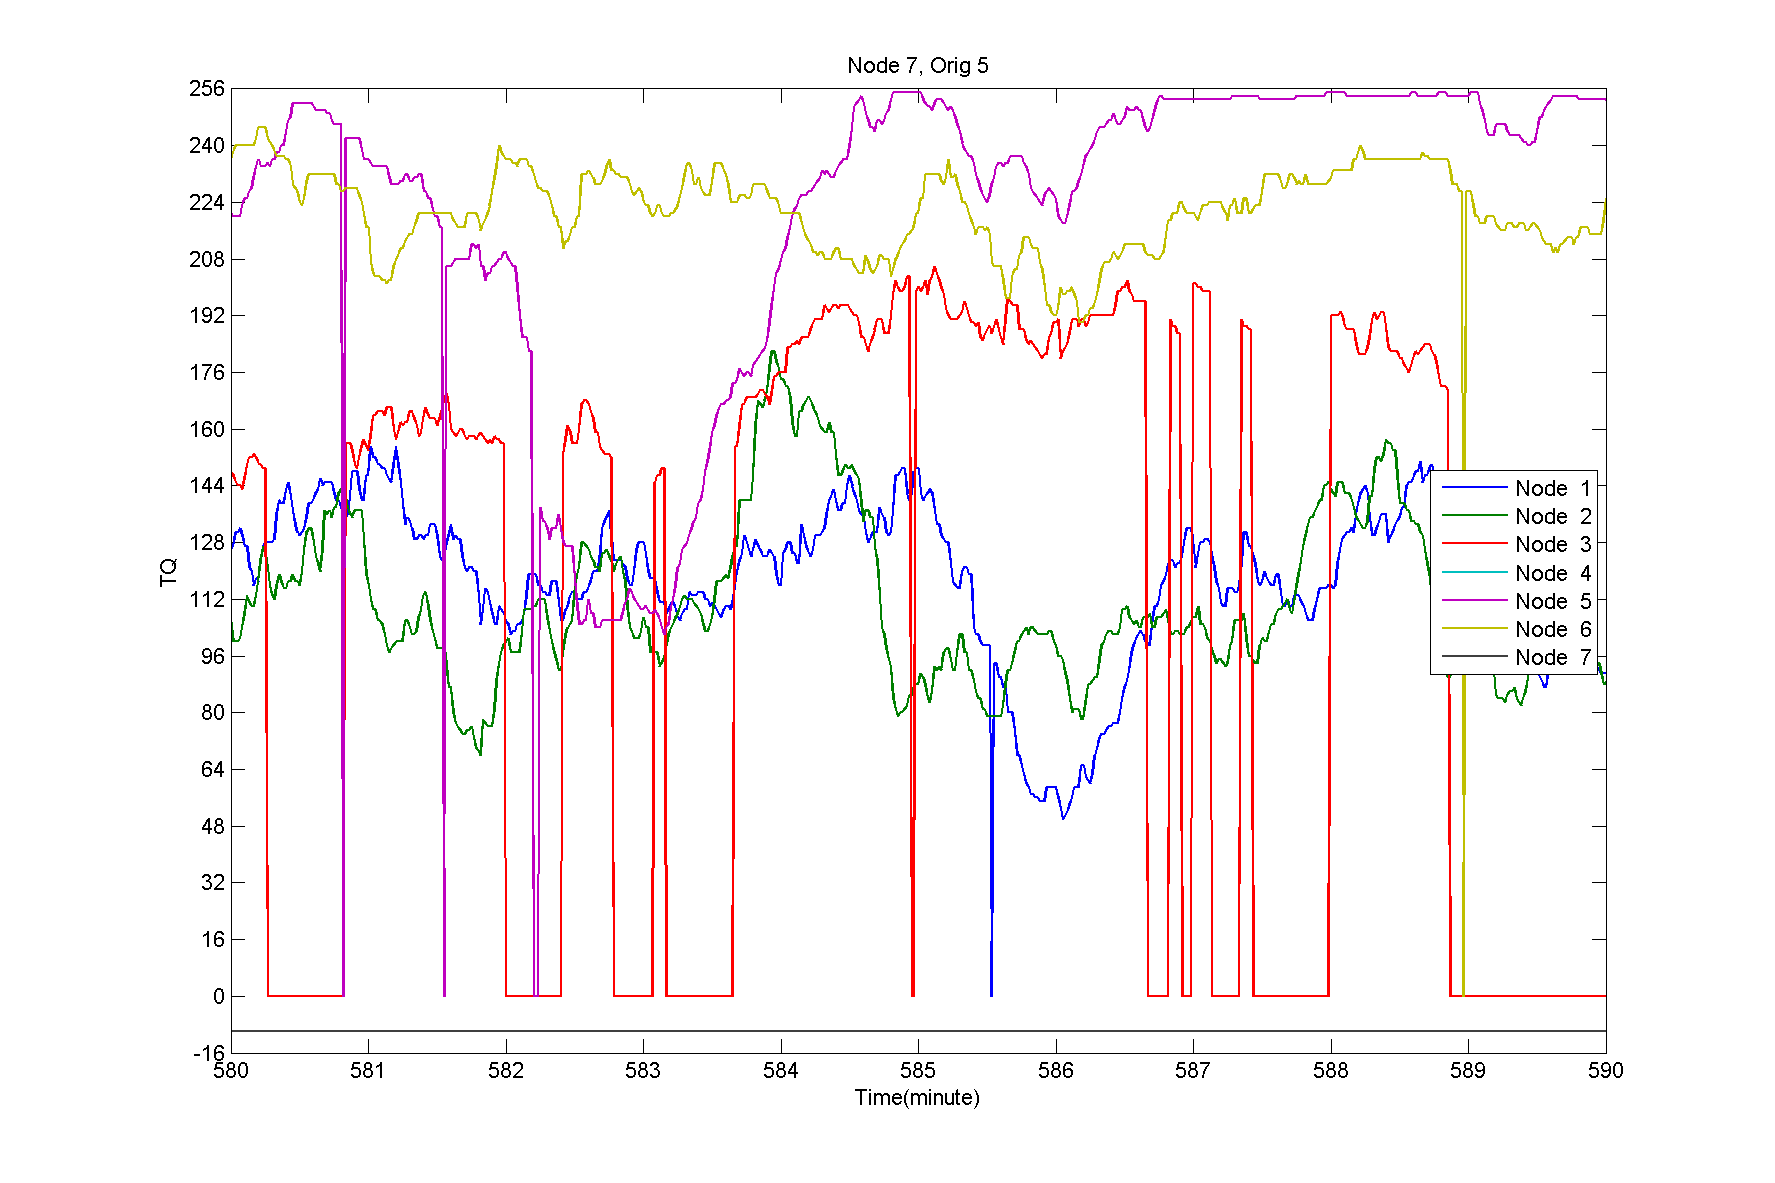 Node 7, Orig 5
256
240
224
208
192
176
160
144
128
112
96
80
64
48
32
16
0
-16
TQ
Node 1
Node 2
Node 3
Node 4
Node 5
Node 6
Node 7
580 581 582 583 584 585 586 587 588 589 590
Time(minute)